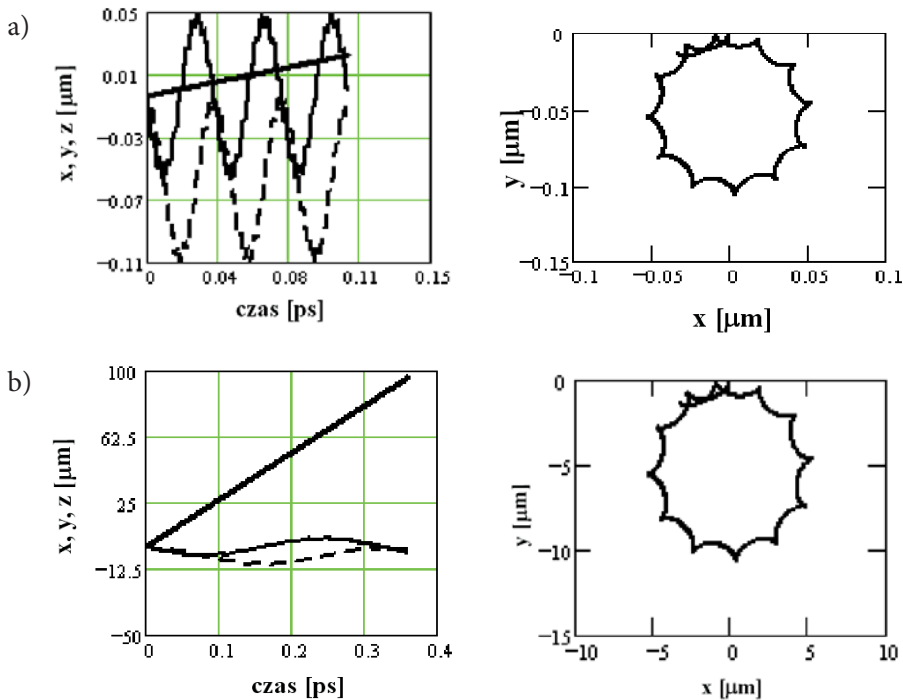 a)
x, y, z [μm]
0.05
0.01
−0.03
−0.07
−0.11
0 0.04 0.08 0.11 0.15
czas [ps]
y [μm]
0
−0.05
−0.1
−0.15
−0.1 −0.05 0 0.05 0.1
x [μm]
b)
x, y, z [μm]
100
62.5
25
−12.5
−50
0 0.1 0.2 0.3 0.4
czas [ps]
y [μm]
0
−5
−10
−15
−10 −5 0 5 10
x [μm]